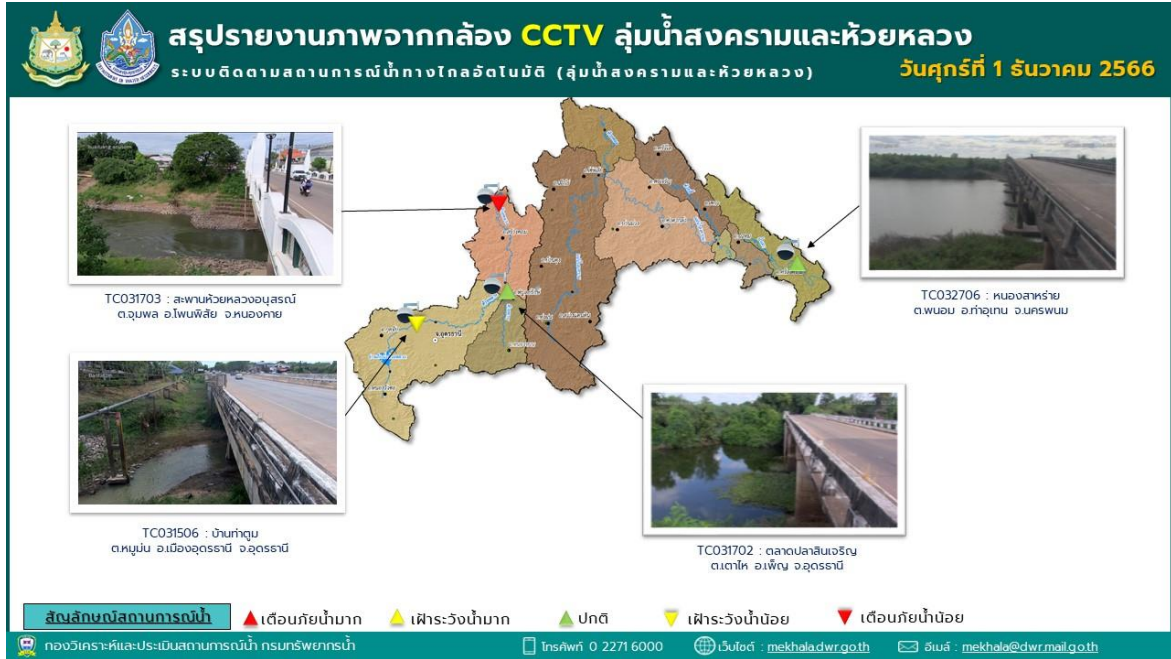 สรุปรายงานภาพจากกล้อง CCTV ลุ่มน้ำสงครามและห้วยหลวง
ระบบติดตามสถานการณ์น้ำทางไกลอัตโนมัติ (ลุ่มน้ำสงครามและห้วยหลวง)
วันศุกร์ที่ 1 ธันวาคม 2566
TC031703 : สะพานห้วยหลวงอนุสรณ์
ต.จุมพล อ.โพนพิสัย จ.หนองคาย
TC032706 : หนองสาหร่าย
ต.พนอม อ.ท่าอุเทน จ.นครพนม
TC031506 : บ้านท่าตูม
ต.หมูม่น อ.เมืองอุดรธานี จ.อุดรธานี
TC031702 : ตลาดปลาสินเจริญ
ต.เตาไห อ.เพ็ญ จ.อุดรธานี
จ.อุดรธานี
สัญลักษณ์สถานการณ์น้ำ
เตือนภัยน้ำมาก
เฝ้าระวังน้ำมาก
ปกติ
เฝ้าระวังน้ำน้อย
เตือนภัยน้ำน้อย
กองวิเคราะห์และประเมินสถานการณ์น้ำ กรมทรัพยากรน้ำ
โทรศัพท์ 0 2271 6000
เว็บไซต์ : mekhala.dwr.go.th
อีเมล์ : mekhala@dwr.mail.go.th